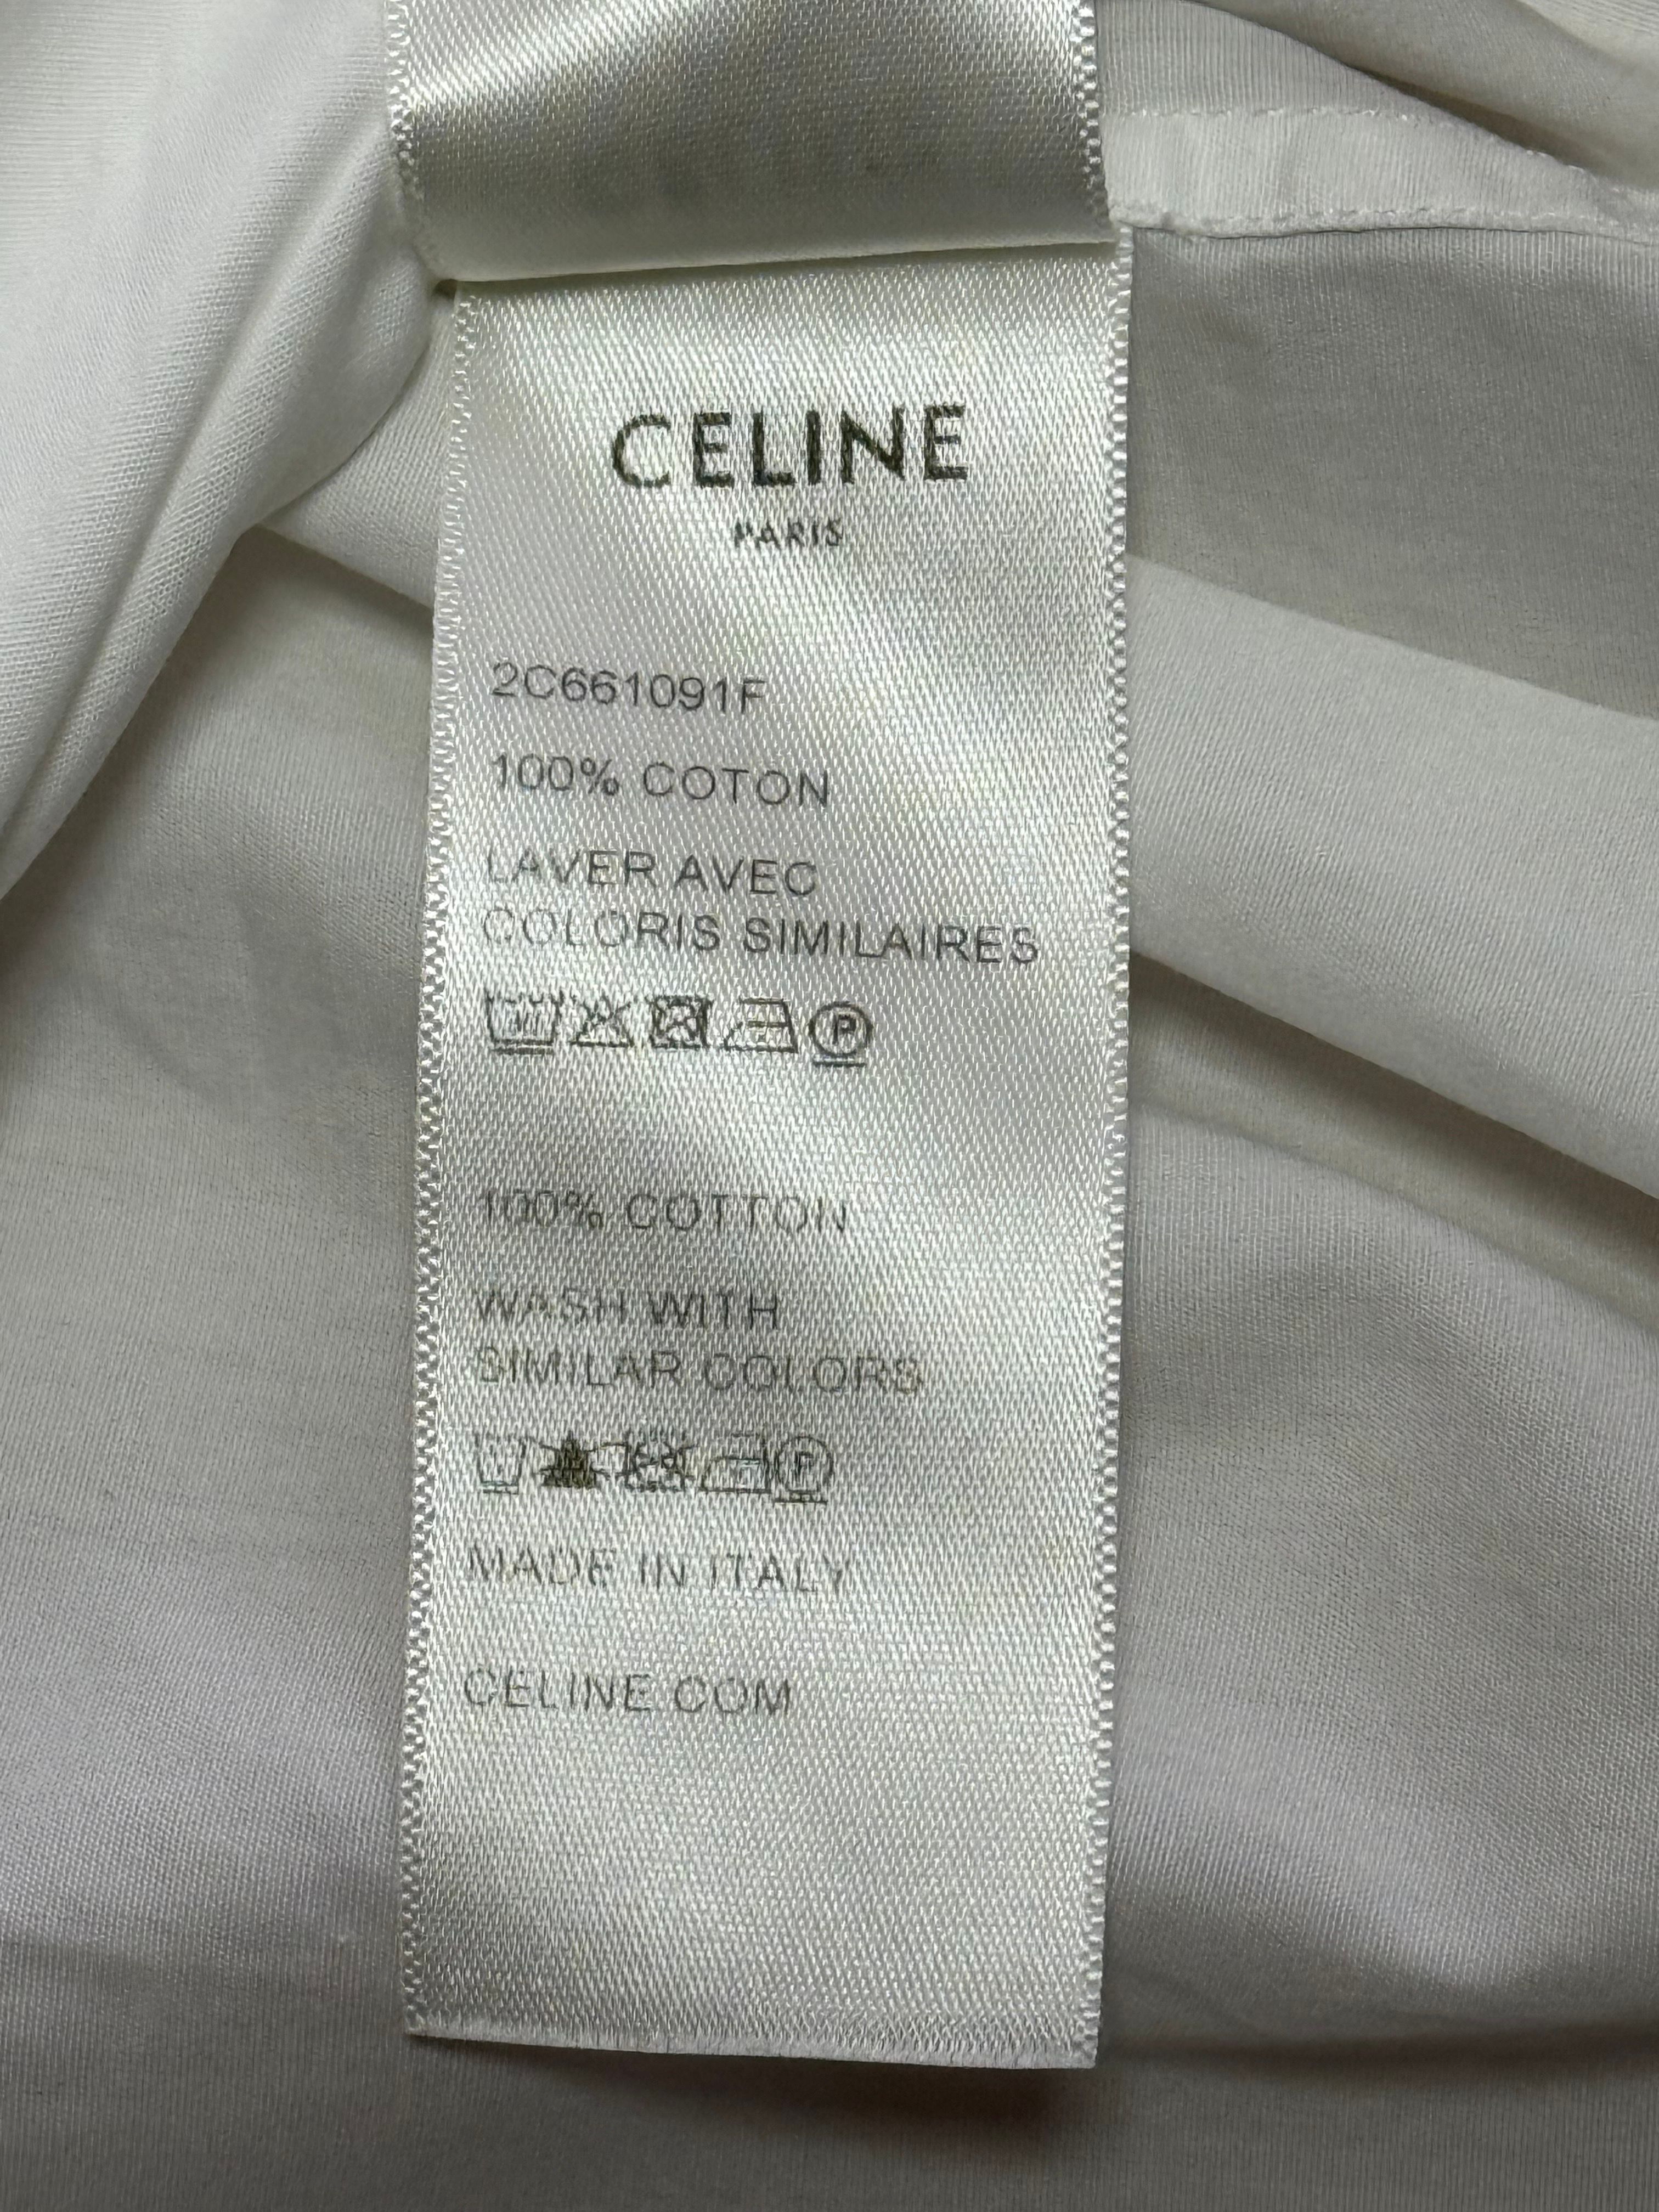 CELINE
PARIS
2C661091F
100% COTON
LAVER AVEC
COLORIS SIMILAIRES
P
100% COTTON
WASH WITH
SIMILAR COLORS
P
MADE IN ITALY
CELINE.COM